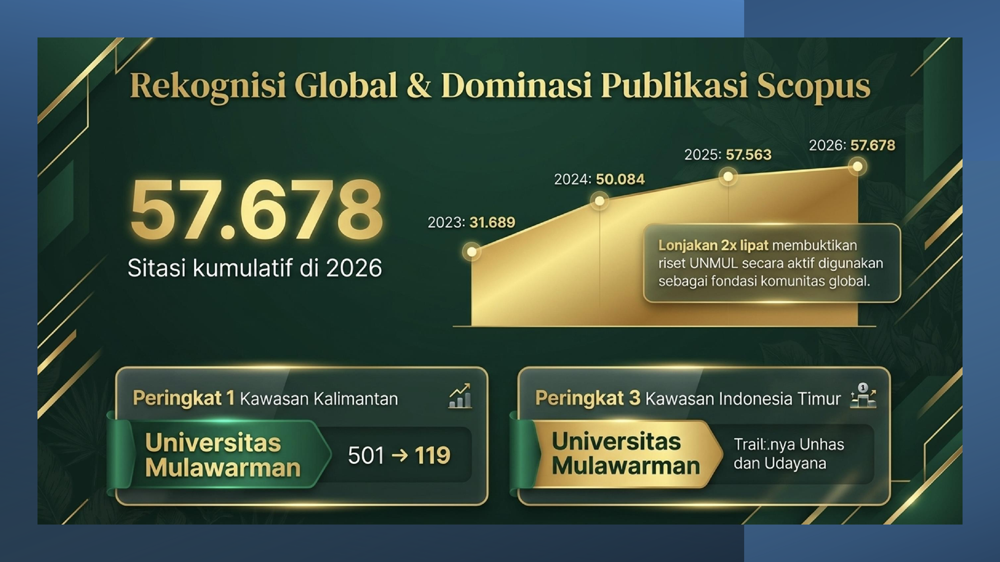 Rekognisi Global & Dominasi Publikasi Scopus
57.678
Sitasi kumulatif di 2026
2023: 31.689
2024: 50.084
2025: 57.563
2026: 57.678
Lonjakan 2x lipat membuktikan
riset UNMUL secara aktif digunakan
sebagai fondasi komunitas global.
Peringkat 1 Kawasan Kalimantan
Universitas
Mulawarman
501 → 119
Peringkat 3 Kawasan Indonesia Timur
Universitas
Mulawarman
Unhas
dan Udayana